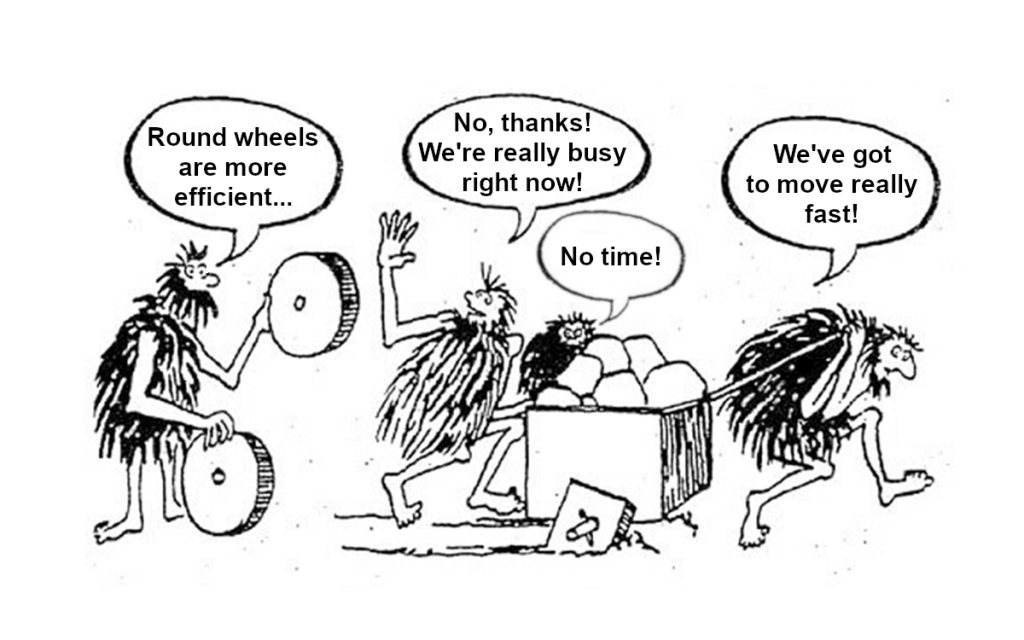 Round wheels
are more
efficient...
No, thanks!
We're really busy
right now!
No time!
We've got
to move really
fast!